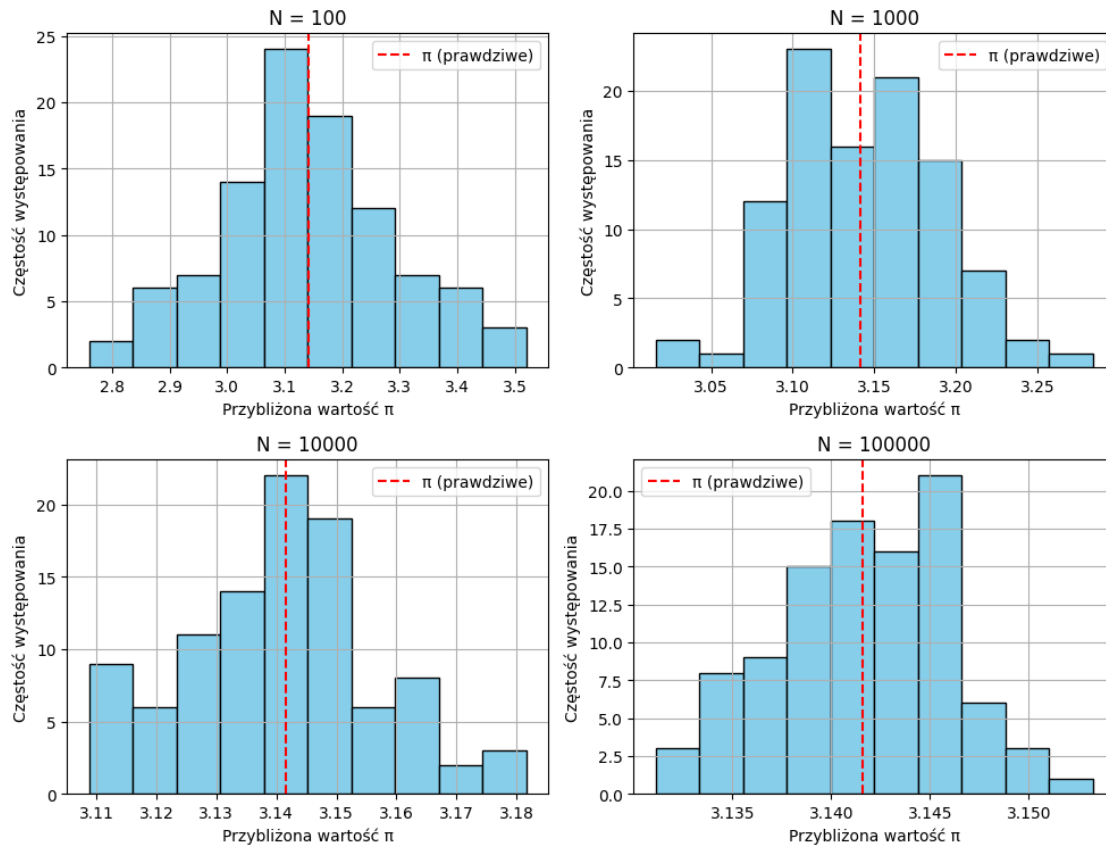 N = 100
25
20
15
10
5
0
Częstość występowania
π (prawdziwe)
2.8 2.9 3.0 3.1 3.2 3.3 3.4 3.5
Przybliżona wartość π
N = 1000
20
15
10
5
0
Częstość występowania
π (prawdziwe)
3.05 3.10 3.15 3.20 3.25
Przybliżona wartość π
N = 10000
20
15
10
5
0
Częstość występowania
π (prawdziwe)
3.11 3.12 3.13 3.14 3.15 3.16 3.17 3.18
Przybliżona wartość π
N = 100000
20.0
17.5
15.0
12.5
10.0
7.5
5.0
2.5
0.0
Częstość występowania
π (prawdziwe)
3.135 3.140 3.145 3.150
Przybliżona wartość π